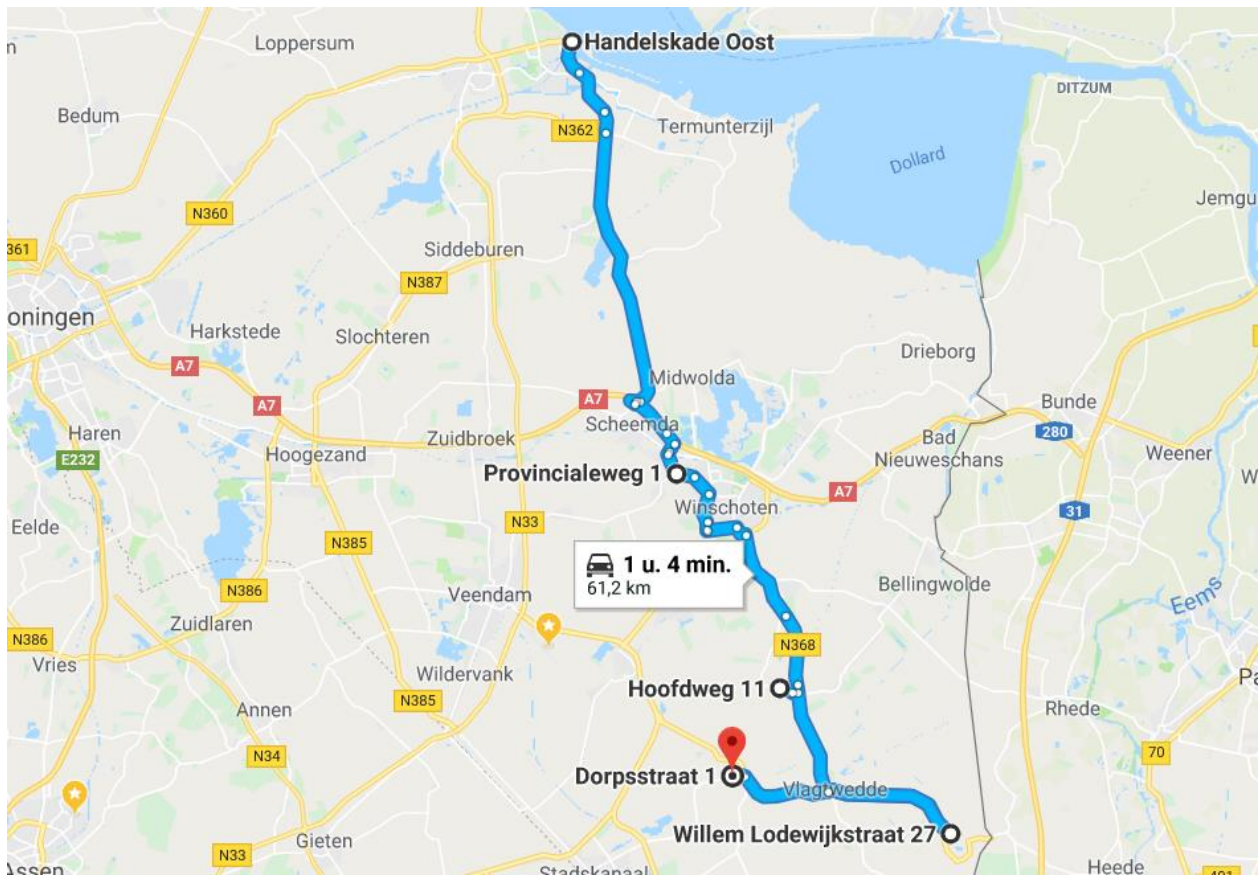 Handelskade Oost
Loppersum
DITZUM
Bedum
N362
Termunterzijl
Dollard
Jemgu
N360
361
Siddeburen
N387
oningen
Harkstede
Slochteren
Drieborg
A7
Midwolda
A7
A7
Bunde
Scheemda
280
Haren
Zuidbroek
Bad
Nieuweschans
Weener
E232
Hoogezand
Provincialeweg 1
W
A7
Winschoten
31
Eelde
N33
N385
1 u. 4 min.
61,2 km
Bellingwolde
N386
Veendam
Eems
Zuidlaren
N386
N368
Vries
Wildervank
Pa
Hoofdweg 11
N385
Annen
Rhede
N34
70
Dorpsstraat 1
Vlagtwedde
Willem Lodewijkstraat 27
Gieten
N33
Assen
Stadskanaal
Heede
401